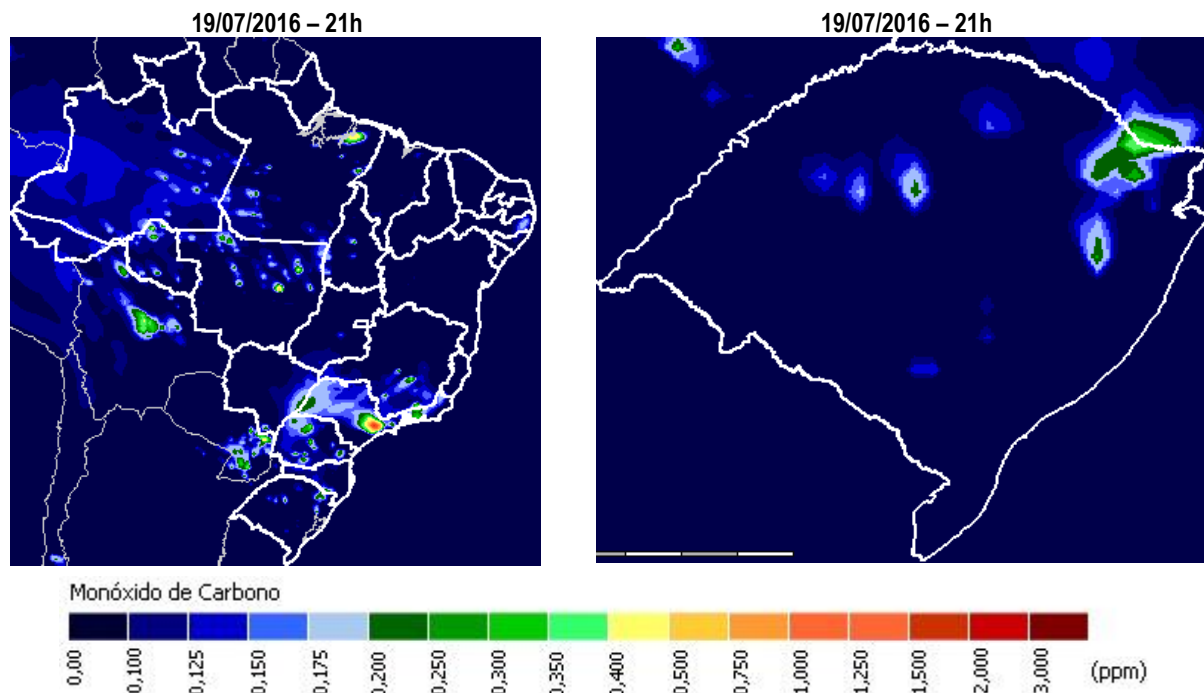 19/07/2016 – 21h
19/07/2016 – 21h
Monóxido de Carbono
0,00 0,100 0,125 0,150 0,175 0,200 0,250 0,300 0,350 0,400 0,500 0,750 1,000 1,250 1,500 2,000 3,000 (ppm)